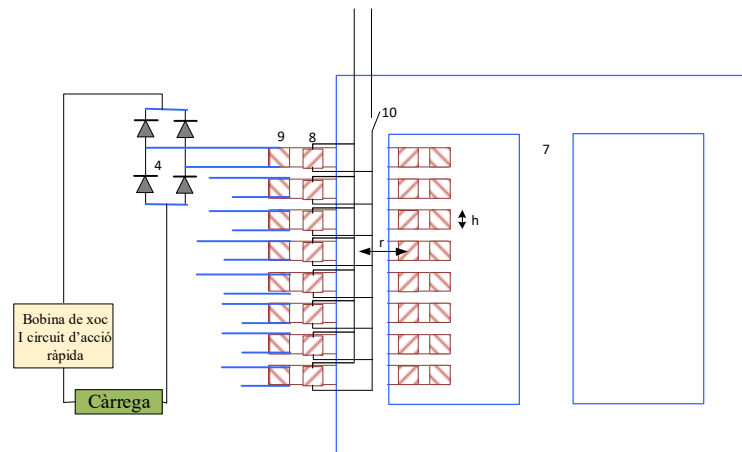 10
9
8
7
4
h
r
Bobina de xoc
I circuit d'acció
ràpida
Càrrega